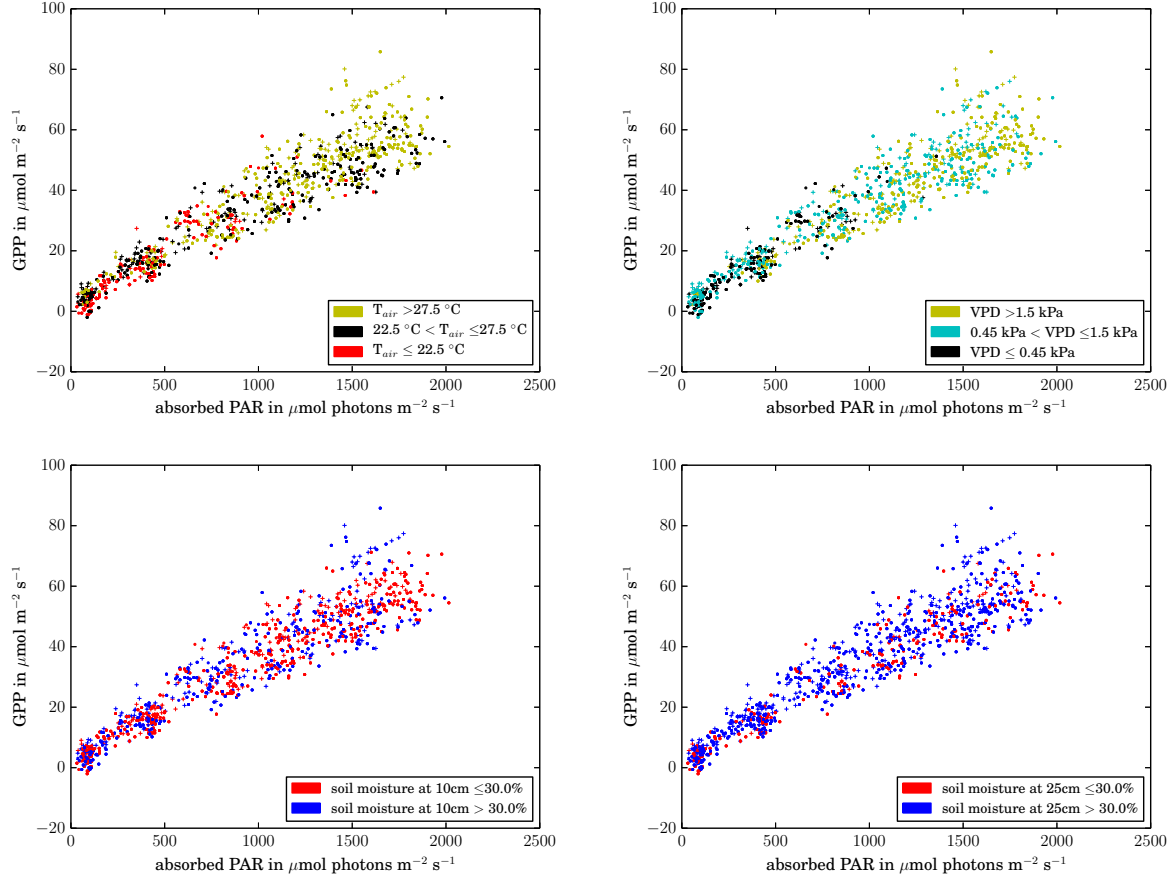 100
80
60
40
20
0
−20
GPP in μmol m⁻² s⁻¹
T_air >27.5 °C
22.5 °C < T_air ≤27.5 °C
T_air ≤ 22.5 °C
0 500 1000 1500 2000 2500
absorbed PAR in μmol photons m⁻² s⁻¹
100
80
60
40
20
0
−20
GPP in μmol m⁻² s⁻¹
VPD >1.5 kPa
0.45 kPa < VPD ≤1.5 kPa
VPD ≤ 0.45 kPa
0 500 1000 1500 2000 2500
absorbed PAR in μmol photons m⁻² s⁻¹
100
80
60
40
20
0
−20
GPP in μmol m⁻² s⁻¹
soil moisture at 10cm ≤30.0%
soil moisture at 10cm > 30.0%
0 500 1000 1500 2000 2500
absorbed PAR in μmol photons m⁻² s⁻¹
100
80
60
40
20
0
−20
GPP in μmol m⁻² s⁻¹
soil moisture at 25cm ≤30.0%
soil moisture at 25cm > 30.0%
0 500 1000 1500 2000 2500
absorbed PAR in μmol photons m⁻² s⁻¹